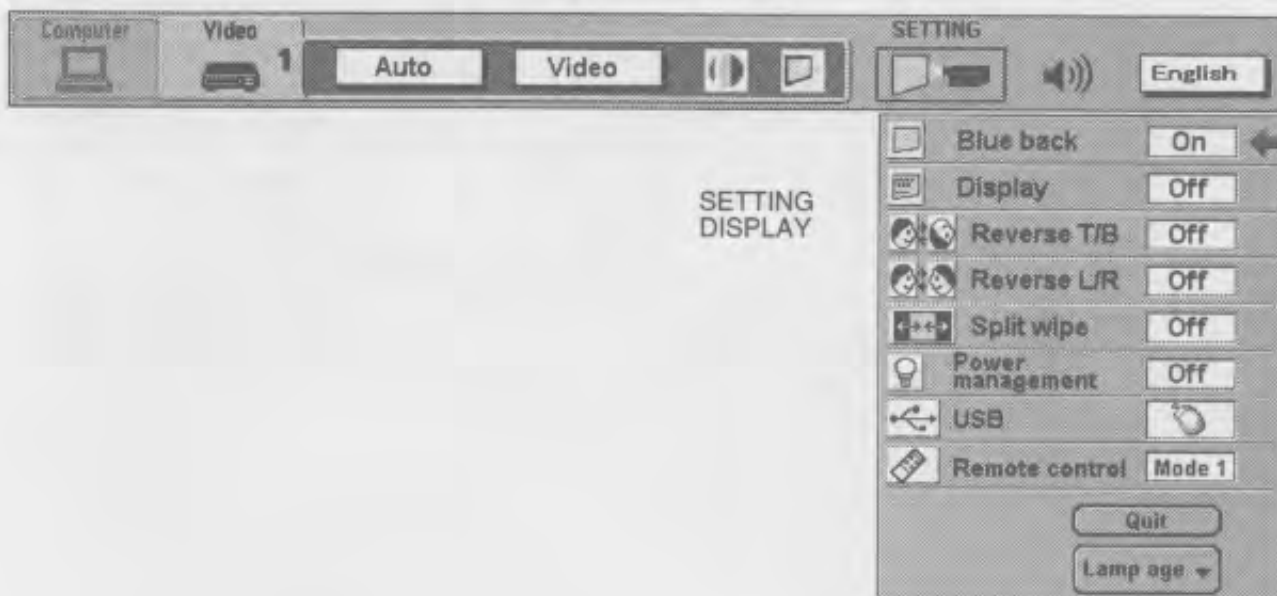 Computer
Video
1
Auto
Video
SETTING
English
SETTING
DISPLAY
Blue back On
Display Off
Reverse T/B Off
Reverse L/R Off
Split wipe Off
Power
management Off
USB
Remote control Mode 1
Quit
Lamp age